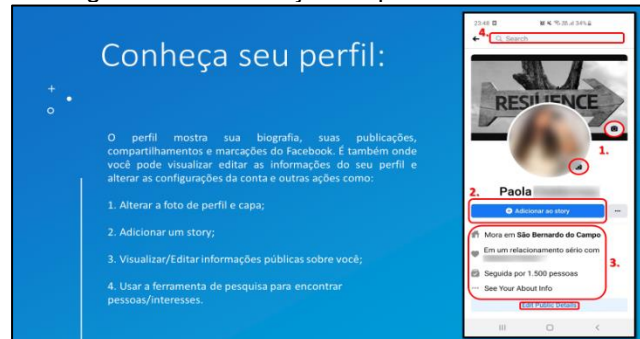 Conheça seu perfil:
O perfil mostra sua biografia, suas publicações,
compartilhamentos e marcações do Facebook. É também onde
você pode visualizar editar as informações do seu perfil e
alterar as configurações da conta e outras ações como:
1. Alterar a foto de perfil e capa;
2. Adicionar um story;
3. Visualizar/Editar informações públicas sobre você;
4. Usar a ferramenta de pesquisa para encontrar
pessoas/interesses.
23:48
34%
4.
Search
RESILIENCE
1.
Paola
2.
Adicionar ao story
Mora em São Bernardo do Campo
Em um relacionamento sério com
3.
Seguida por 1.500 pessoas
See Your About Info
Edit Public Details